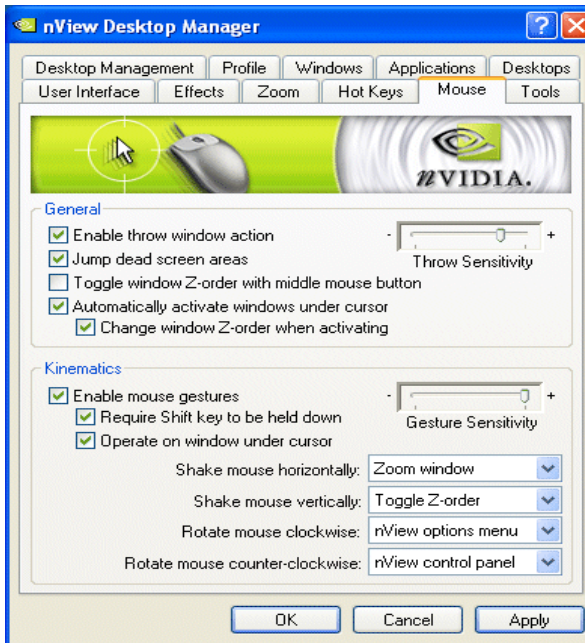 nView Desktop Manager
Desktop Management Profile Windows Applications Desktops
User Interface Effects Zoom Hot Keys Mouse Tools
nVIDIA.
General
Enable throw window action - +
Jump dead screen areas Throw Sensitivity
Toggle window Z-order with middle mouse button
Automatically activate windows under cursor
Change window Z-order when activating
Kinematics
Enable mouse gestures - +
Require Shift key to be held down Gesture Sensitivity
Operate on window under cursor
Shake mouse horizontally: Zoom window
Shake mouse vertically: Toggle Z-order
Rotate mouse clockwise: nView options menu
Rotate mouse counter-clockwise: nView control panel
OK Cancel Apply